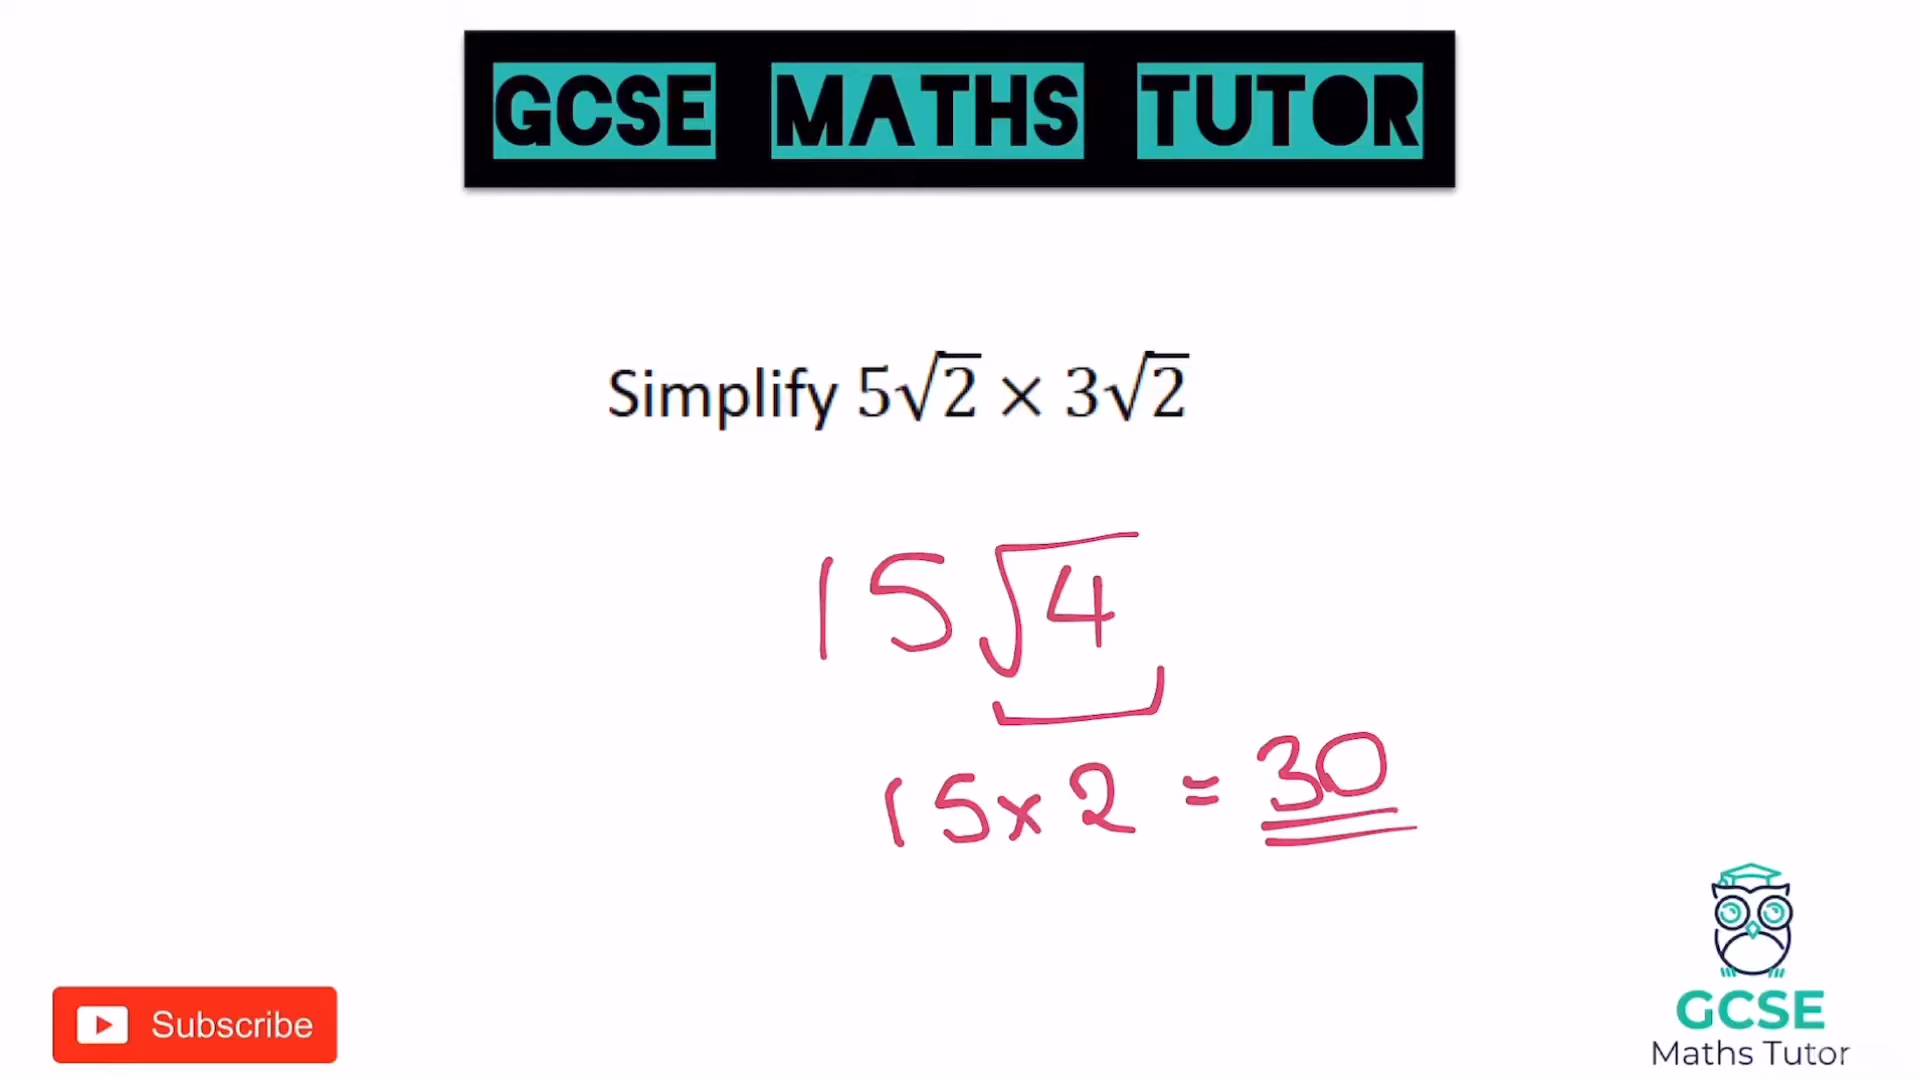 GCSE MATHS TUTOR
Simplify 5√2 × 3√2
15√4
15×2 = 30
Subscribe
GCSE
Maths Tutor